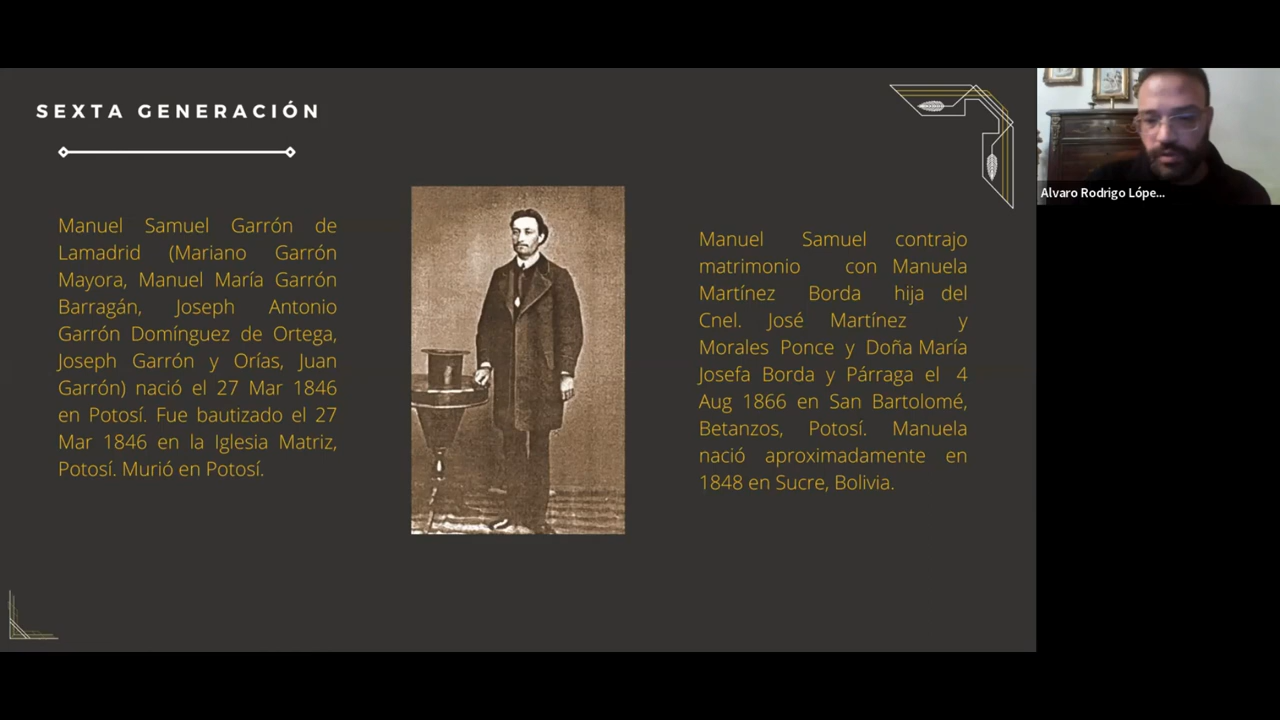 SEXTA GENERACIÓN
Manuel Samuel Garrón de
Lamadrid (Mariano Garrón
Mayora, Manuel María Garrón
Barragán, Joseph Antonio
Garrón Domínguez de Ortega,
Joseph Garrón y Orías, Juan
Garrón) nació el 27 Mar 1846
en Potosí. Fue bautizado el 27
Mar 1846 en la Iglesia Matriz,
Potosí. Murió en Potosí.
Manuel Samuel contrajo
matrimonio con Manuela
Martínez Borda hija del
Cnel. José Martínez y
Morales Ponce y Doña María
Josefa Borda y Párraga el 4
Aug 1866 en San Bartolomé,
Betanzos, Potosí. Manuela
nació aproximadamente en
1848 en Sucre, Bolivia.
Alvaro Rodrigo Lópe...